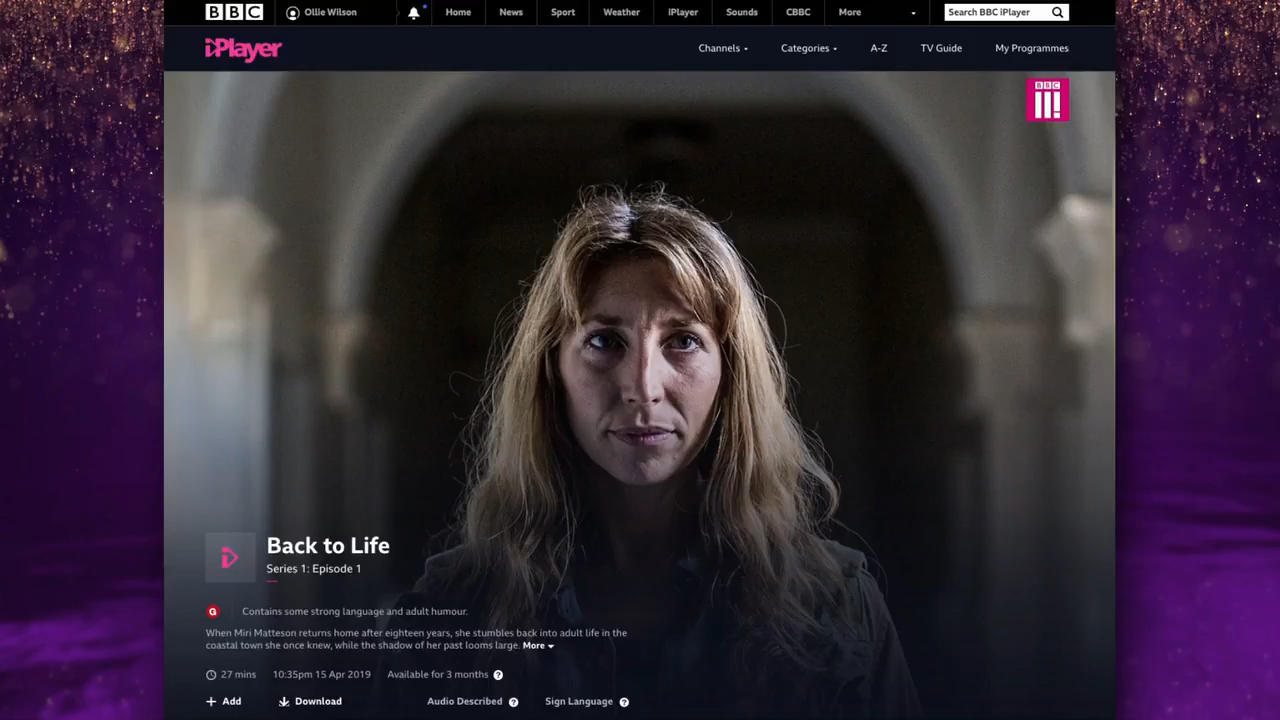 BBC
Ollie Wilson
Home
News
Sport
Weather
iPlayer
Sounds
CBBC
More
Search BBC iPlayer
iPlayer
Channels
Categories
A-Z
TV Guide
My Programmes
BBC
Back to Life
Series 1: Episode 1
G
Contains some strong language and adult humour.
When Miri Matteson returns home after eighteen years, she stumbles back into adult life in the
coastal town she once knew, while the shadow of her past looms large. More
27 mins
10:35pm 15 Apr 2019
Available for 3 months ?
+ Add
Download
Audio Described ?
Sign Language ?